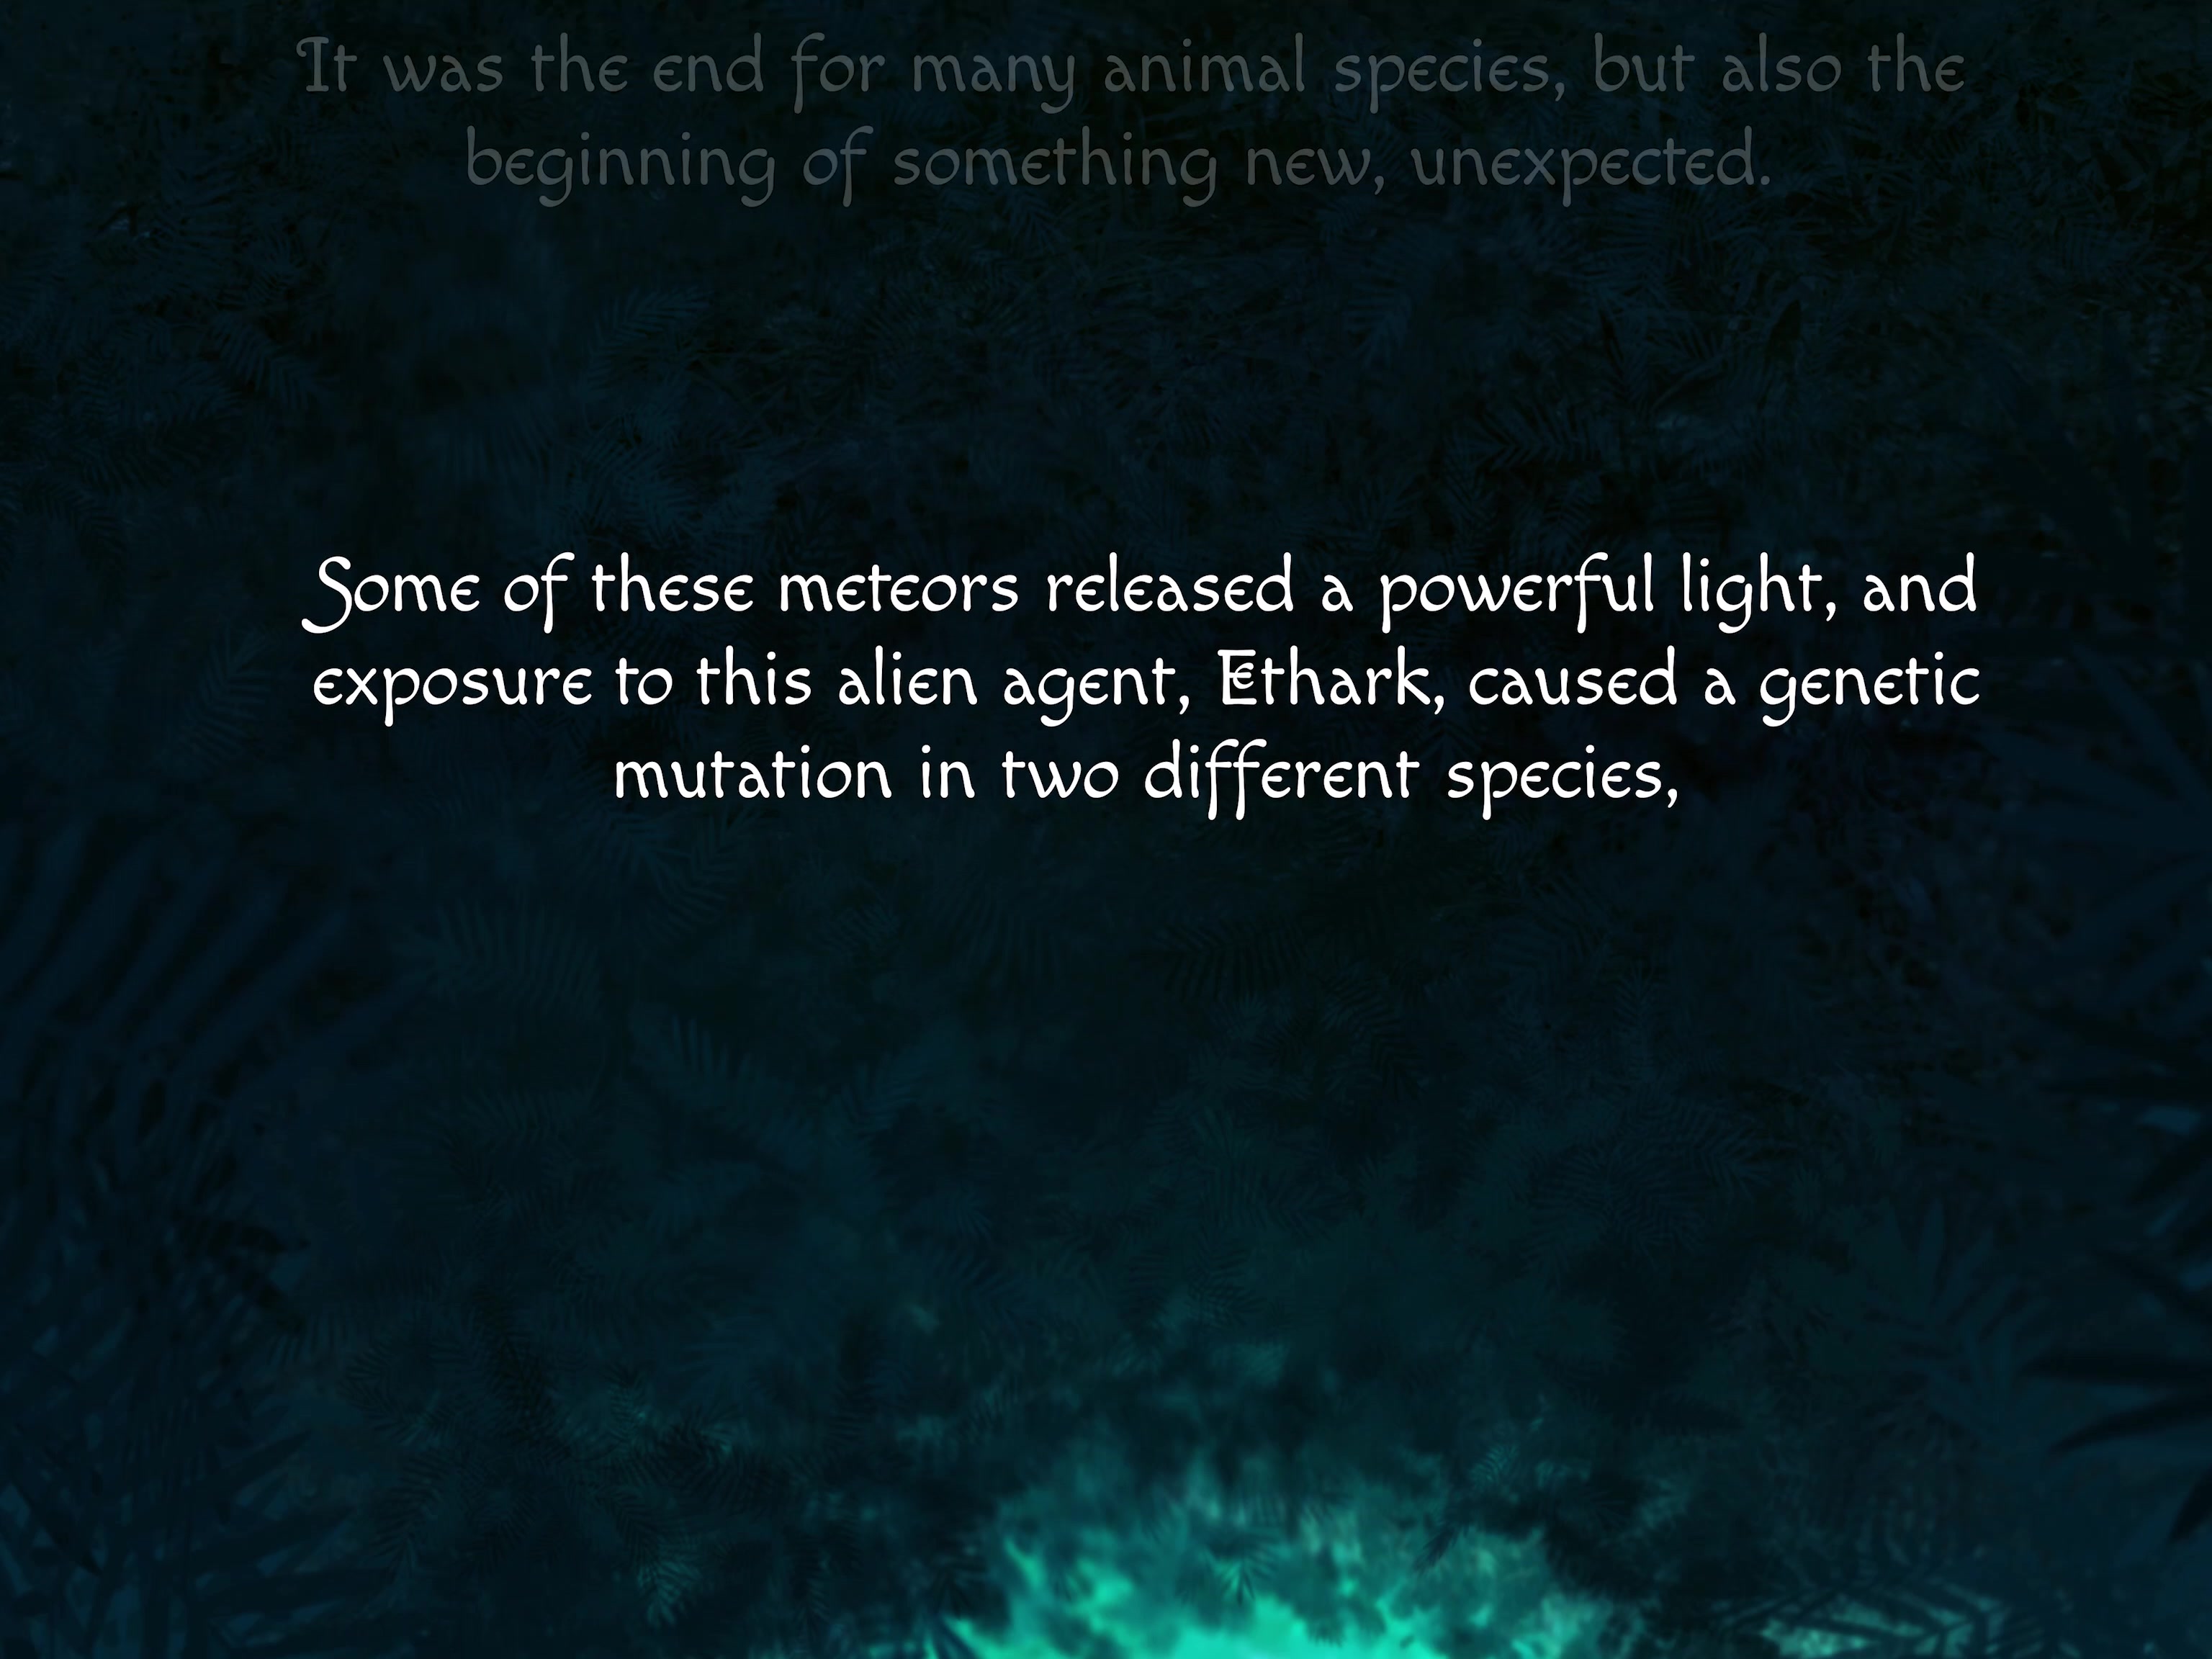 It was the end for many animal species, but also the
beginning of something new, unexpected.
Some of these meteors released a powerful light, and
exposure to this alien agent, Ethark, caused a genetic
mutation in two different species,